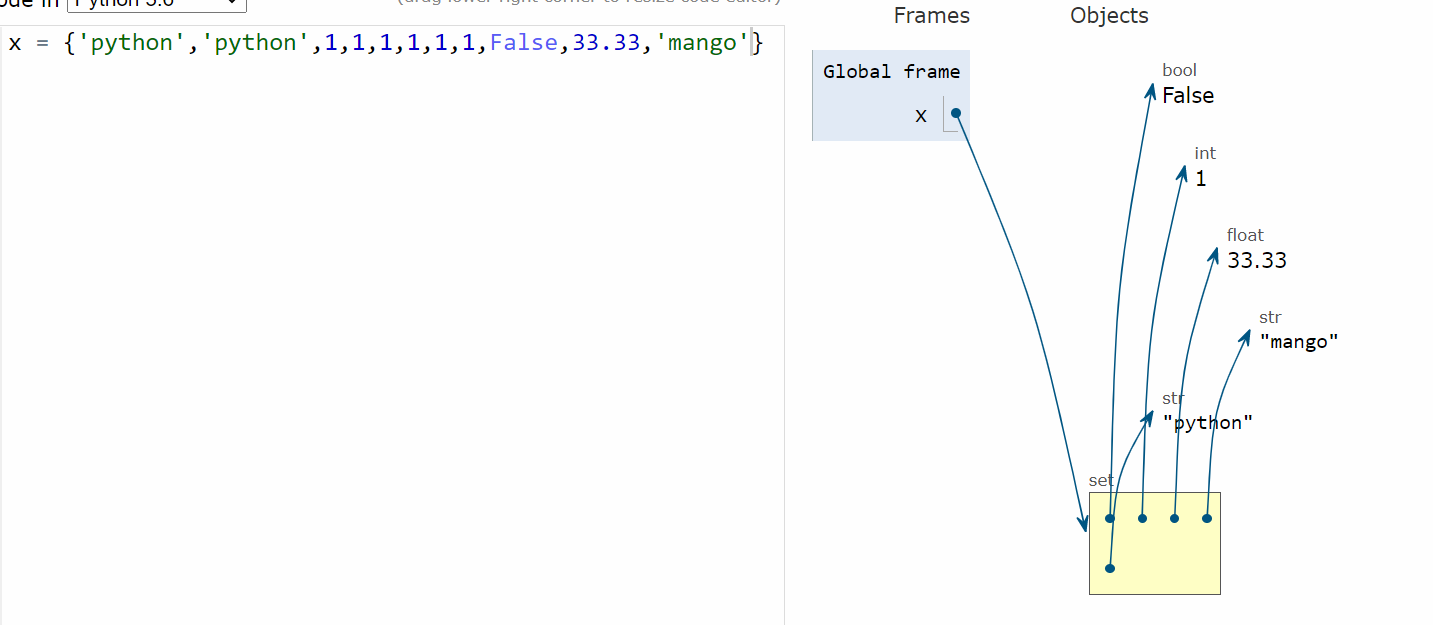 Python 3.6
(drag lower right corner to resize code editor)
x = {'python','python',1,1,1,1,1,1,False,33.33,'mango'}
Frames
Objects
Global frame
x
bool
False
int
1
float
33.33
str
"mango"
str
"python"
set